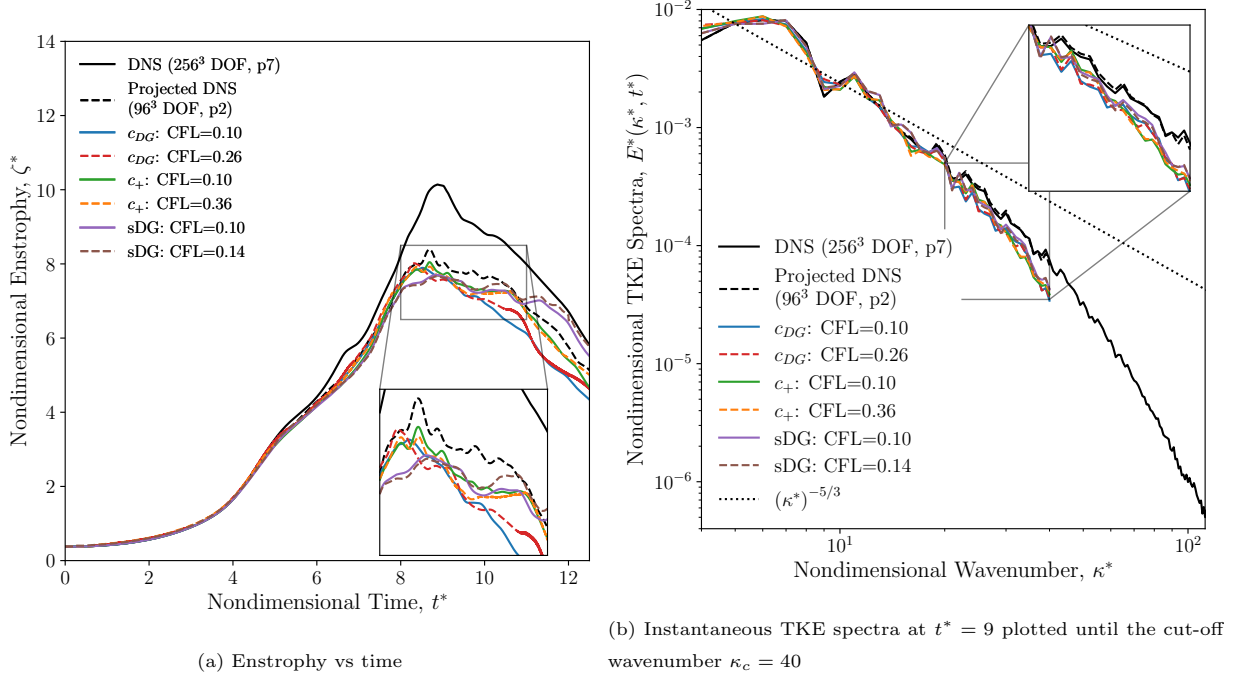 14
12
10
8
6
4
2
0
0
2
4
6
8
10
12
Nondimensional Enstrophy, ζ*
Nondimensional Time, t*
DNS (256³ DOF, p7)
Projected DNS
(96³ DOF, p2)
c_DG: CFL=0.10
c_DG: CFL=0.26
c₊: CFL=0.10
c₊: CFL=0.36
sDG: CFL=0.10
sDG: CFL=0.14
(a) Enstrophy vs time
10⁻²
10⁻³
10⁻⁴
10⁻⁵
10⁻⁶
10¹
10²
Nondimensional TKE Spectra, E*(κ*, t*)
Nondimensional Wavenumber, κ*
DNS (256³ DOF, p7)
Projected DNS
(96³ DOF, p2)
c_DG: CFL=0.10
c_DG: CFL=0.26
c₊: CFL=0.10
c₊: CFL=0.36
sDG: CFL=0.10
sDG: CFL=0.14
(κ*)⁻⁵/³
(b) Instantaneous TKE spectra at t* = 9 plotted until the cut-off
wavenumber κ_c = 40